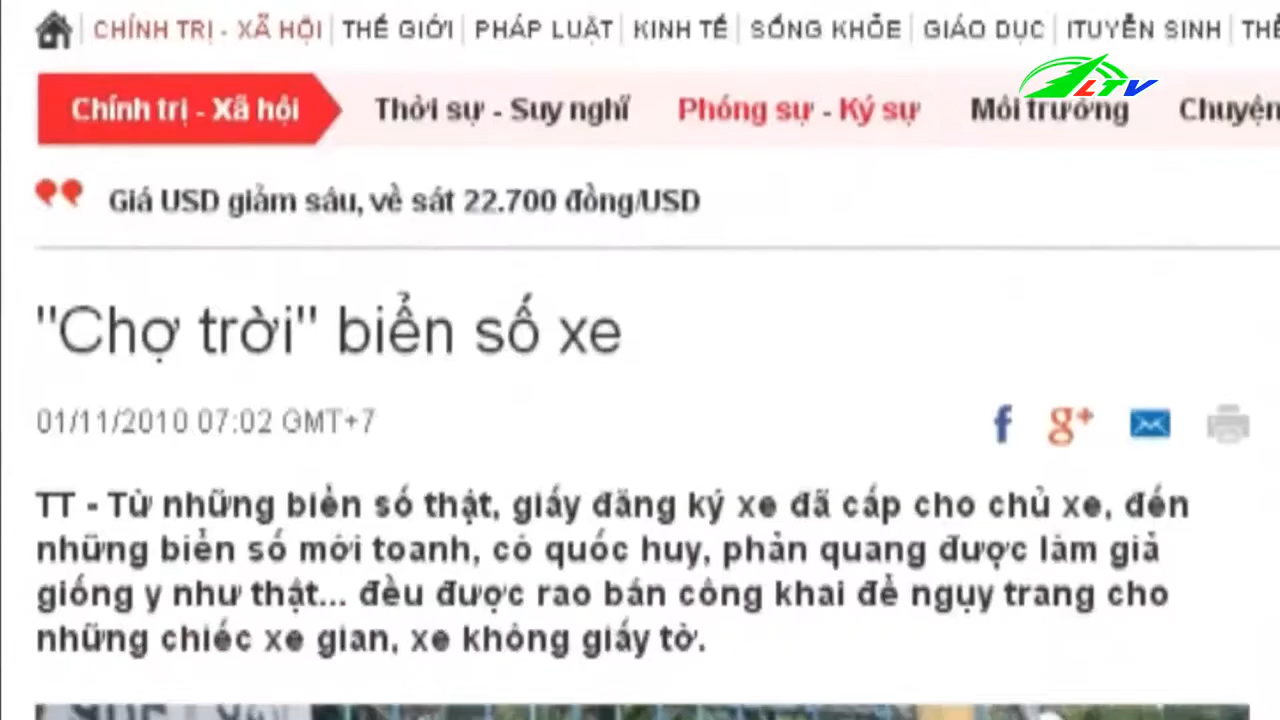 CHÍNH TRỊ - XÃ HỘI | THẾ GIỚI | PHÁP LUẬT | KINH TẾ | SỐNG KHỎE | GIÁO DỤC | ITUYỂN SINH |
LTV
Chính trị - Xã hội Thời sự - Suy nghĩ Phóng sự - Ký sự Môi trường Chuyện
Giá USD giảm sâu, về sát 22.700 đồng/USD
"Chợ trời" biển số xe
01/11/2010 07:02 GMT+7
TT - Từ những biển số thật, giấy đăng ký xe đã cấp cho chủ xe, đến
những biển số mới toanh, có quốc huy, phản quang được làm giả
giống y như thật... đều được rao bán công khai để ngụy trang cho
những chiếc xe gian, xe không giấy tờ.